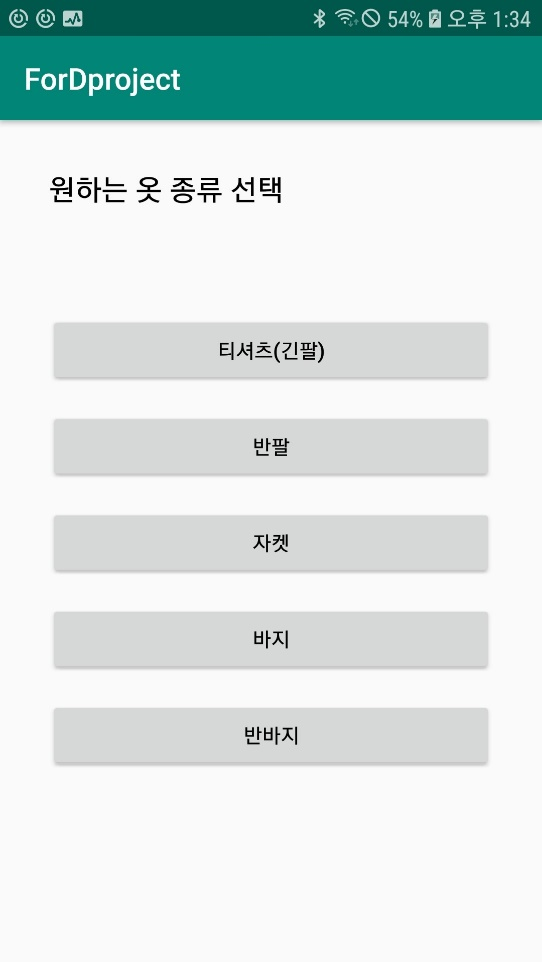 54% 오후 1:34
ForDproject
원하는 옷 종류 선택
티셔츠(긴팔)
반팔
자켓
바지
반바지